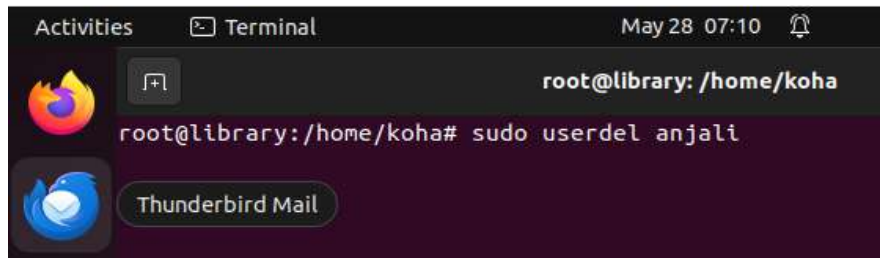 Activities Terminal May 28 07:10
root@library: /home/koha
root@library:/home/koha# sudo userdel anjali
Thunderbird Mail